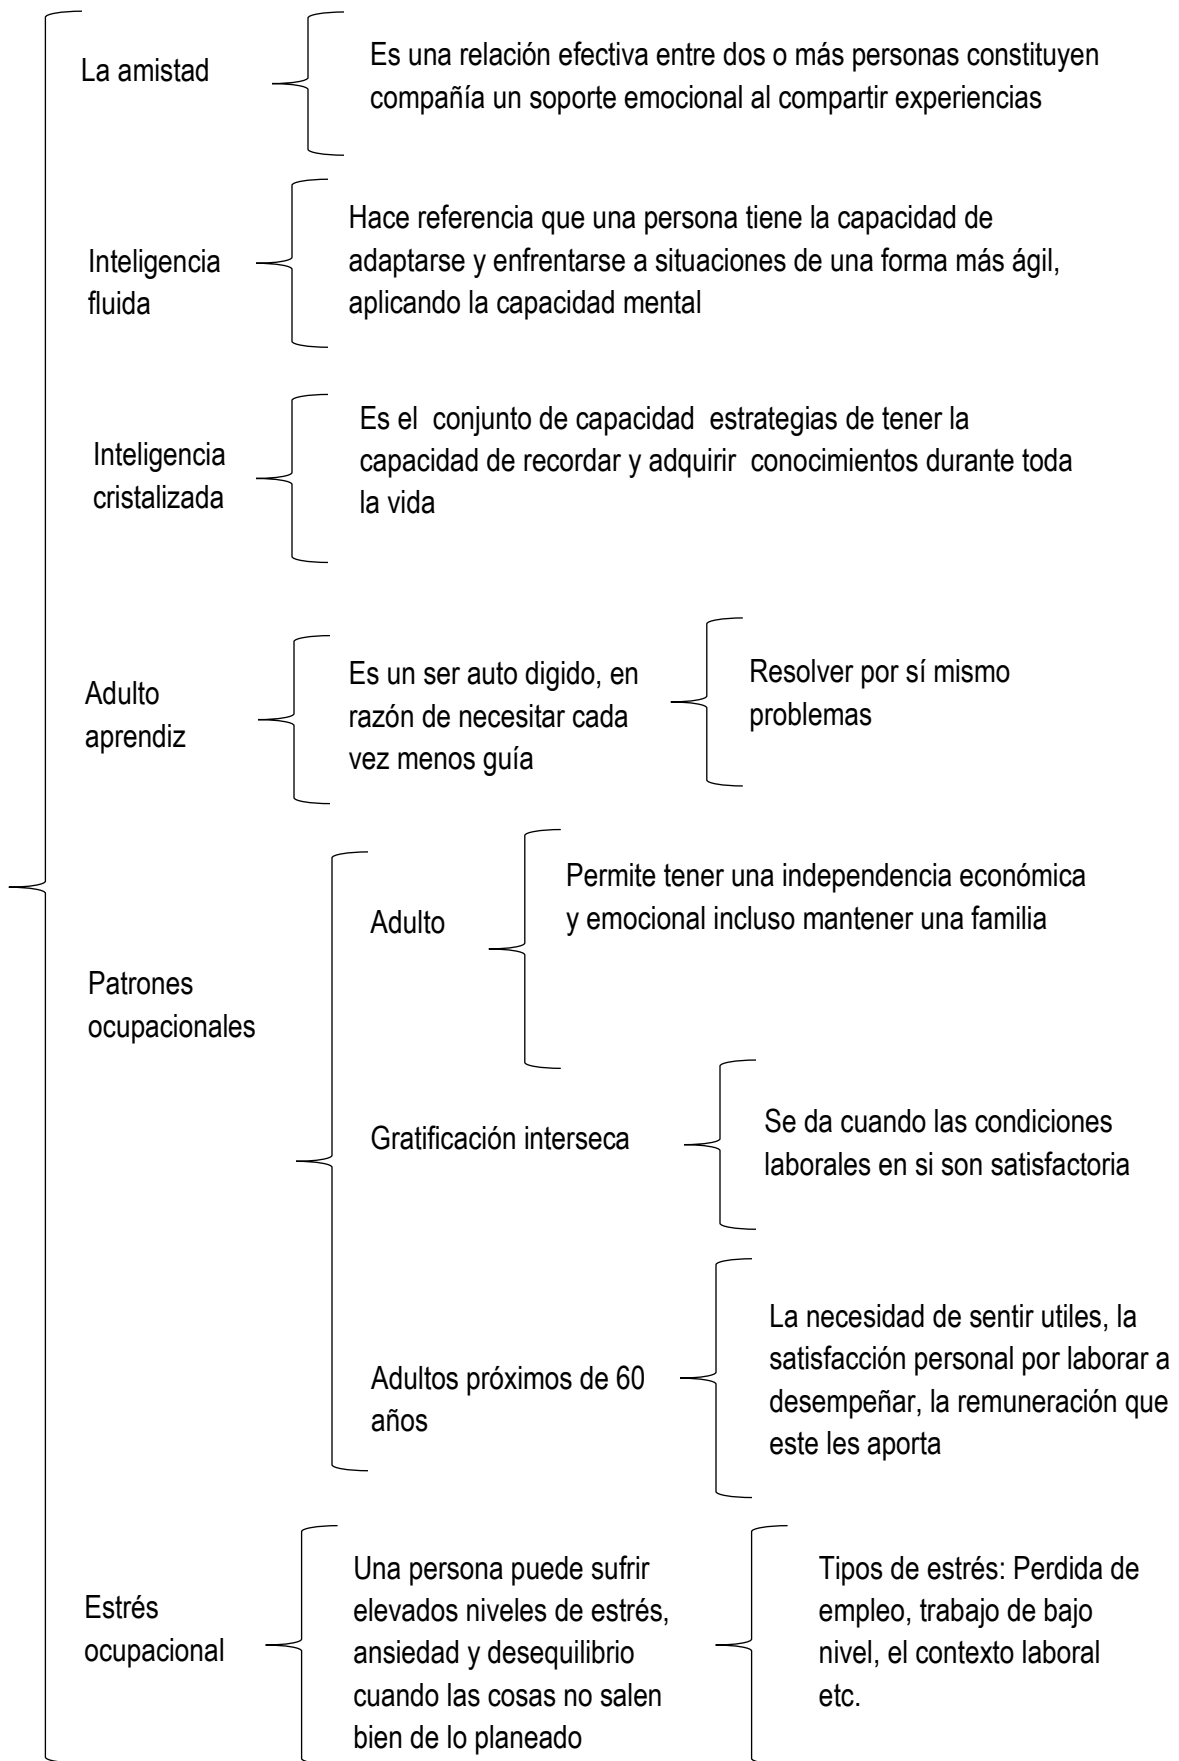 La amistad
Es una relación efectiva entre dos o más personas constituyen
compañía un soporte emocional al compartir experiencias
Inteligencia
fluida
Hace referencia que una persona tiene la capacidad de
adaptarse y enfrentarse a situaciones de una forma más ágil,
aplicando la capacidad mental
Inteligencia
cristalizada
Es el conjunto de capacidad estrategias de tener la
capacidad de recordar y adquirir conocimientos durante toda
la vida
Adulto
aprendiz
Es un ser auto digido, en
razón de necesitar cada
vez menos guía
Resolver por sí mismo
problemas
Patrones
ocupacionales
Adulto
Permite tener una independencia económica
y emocional incluso mantener una familia
Gratificación interseca
Se da cuando las condiciones
laborales en si son satisfactoria
Adultos próximos de 60
años
La necesidad de sentir utiles, la
satisfacción personal por laborar a
desempeñar, la remuneración que
este les aporta
Estrés
ocupacional
Una persona puede sufrir
elevados niveles de estrés,
ansiedad y desequilibrio
cuando las cosas no salen
bien de lo planeado
Tipos de estrés: Perdida de
empleo, trabajo de bajo
nivel, el contexto laboral
etc.